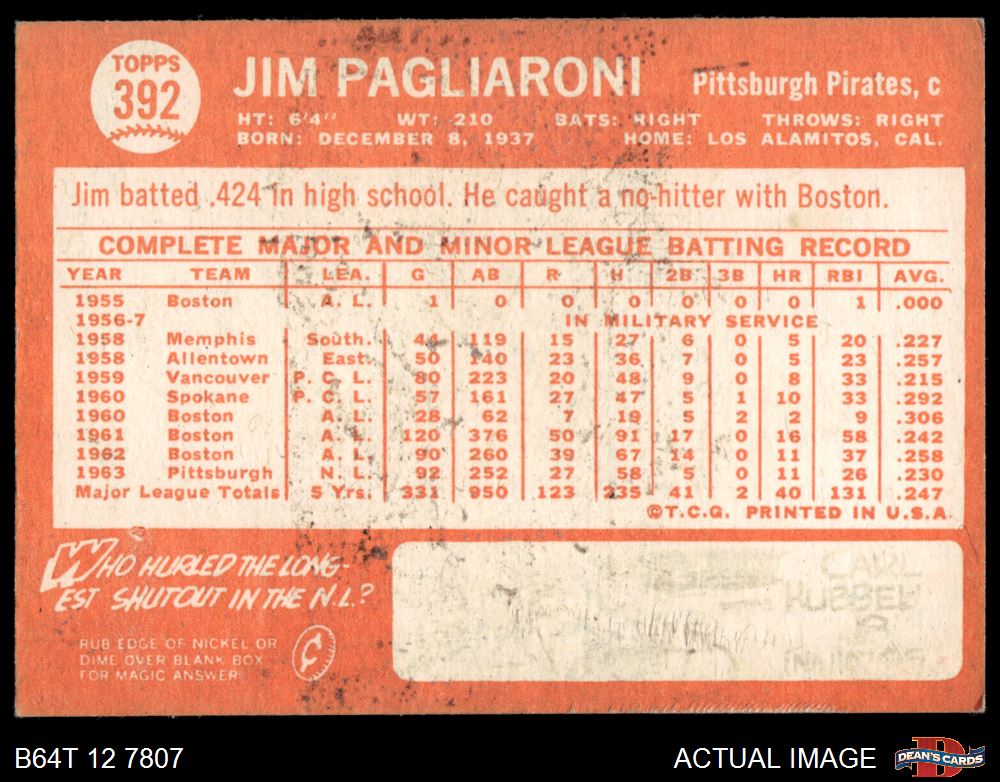 TOPPS
392
JIM PAGLIARONI
Pittsburgh Pirates, c
HT: 6'4" WT: 210 BATS: RIGHT THROWS: RIGHT
BORN: DECEMBER 8, 1937 HOME: LOS ALAMITOS, CAL.
Jim batted .424 in high school. He caught a no-hitter with Boston.
COMPLETE MAJOR AND MINOR LEAGUE BATTING RECORD
YEAR TEAM LEA. G AB R H 2B 3B HR RBI AVG.
1955 Boston A. L. 1 0 0 0 0 0 0 1 .000
1956-7 IN MILITARY SERVICE
1958 Memphis South. 44 119 15 27 6 0 5 20 .227
1958 Allentown East. 50 140 23 36 7 0 5 23 .257
1959 Vancouver P. C. L. 80 223 20 48 9 0 8 33 .215
1960 Spokane P. C. L. 57 161 27 47 5 1 10 33 .292
1960 Boston A. L. 28 62 7 19 5 2 2 9 .306
1961 Boston A. L. 120 376 50 91 17 0 16 58 .242
1962 Boston A. L. 90 260 39 67 14 0 11 37 .258
1963 Pittsburgh N. L. 92 252 27 58 5 0 11 26 .230
Major League Totals 5 Yrs. 331 950 123 235 41 2 40 131 .247
©T.C.G. PRINTED IN U.S.A.
WHO HURLED THE LONG-
EST SHUTOUT IN THE N.L.?
RUB EDGE OF NICKEL OR
DIME OVER BLANK BOX
FOR MAGIC ANSWER
CARL
HUBBELL
B64T 12 7807
ACTUAL IMAGE
DEAN'S CARDS